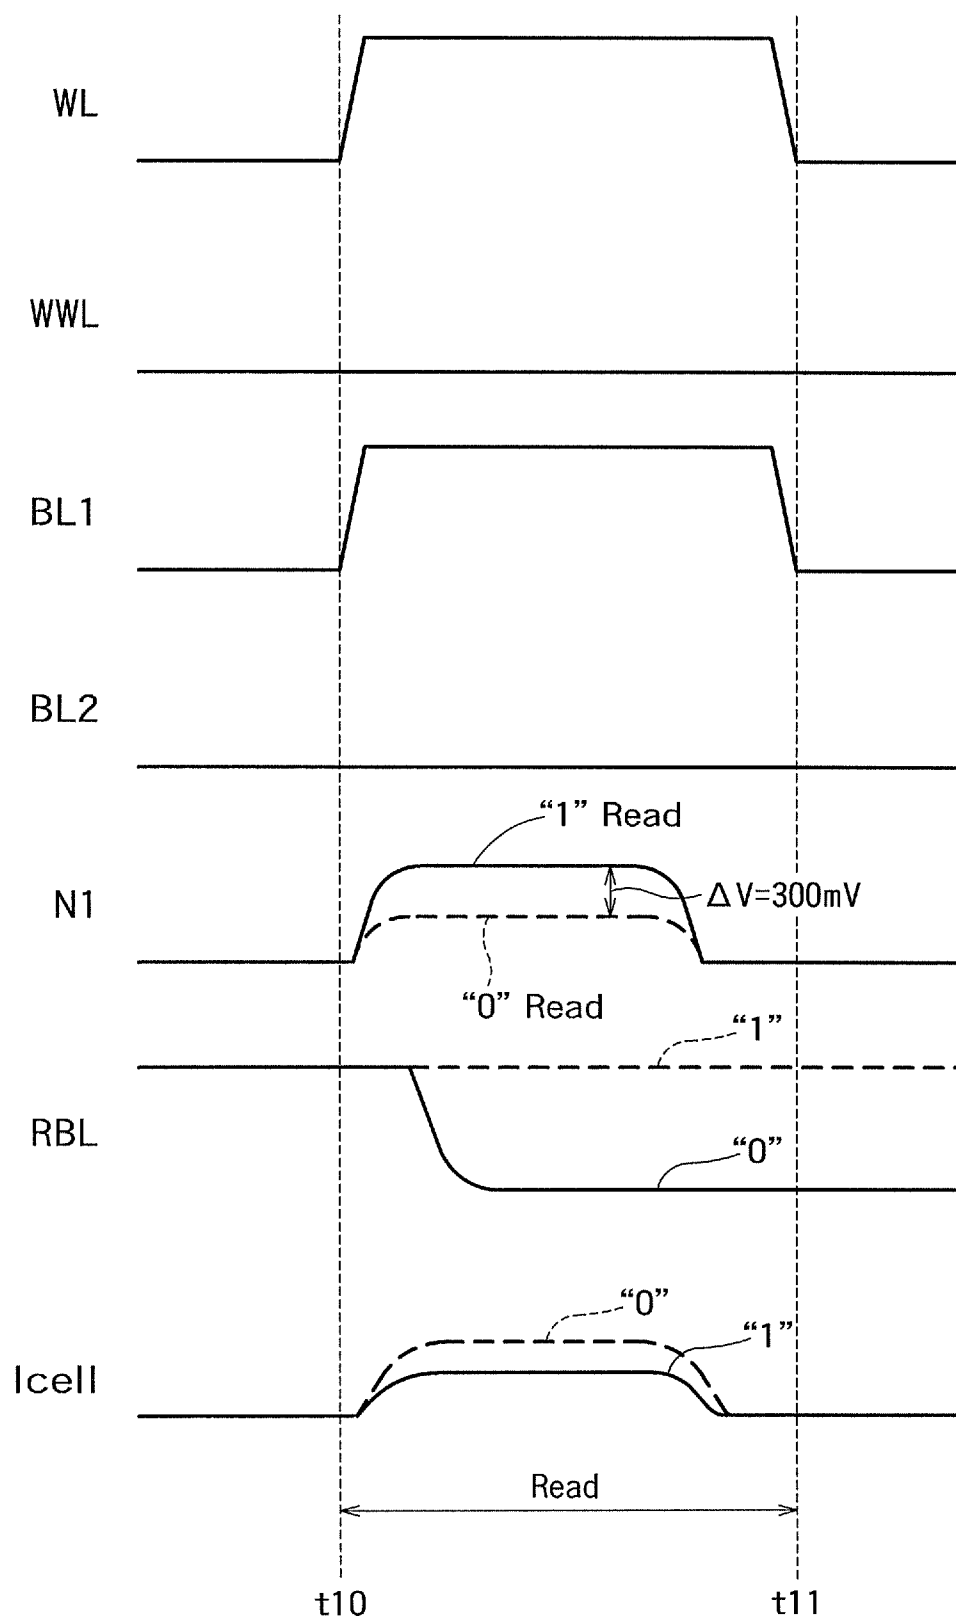 WL
WWL
BL1
BL2
“1” Read
N1
ΔV=300mV
“0” Read
“1”
RBL
“0”
“0”
“1”
Icell
Read
t10
t11